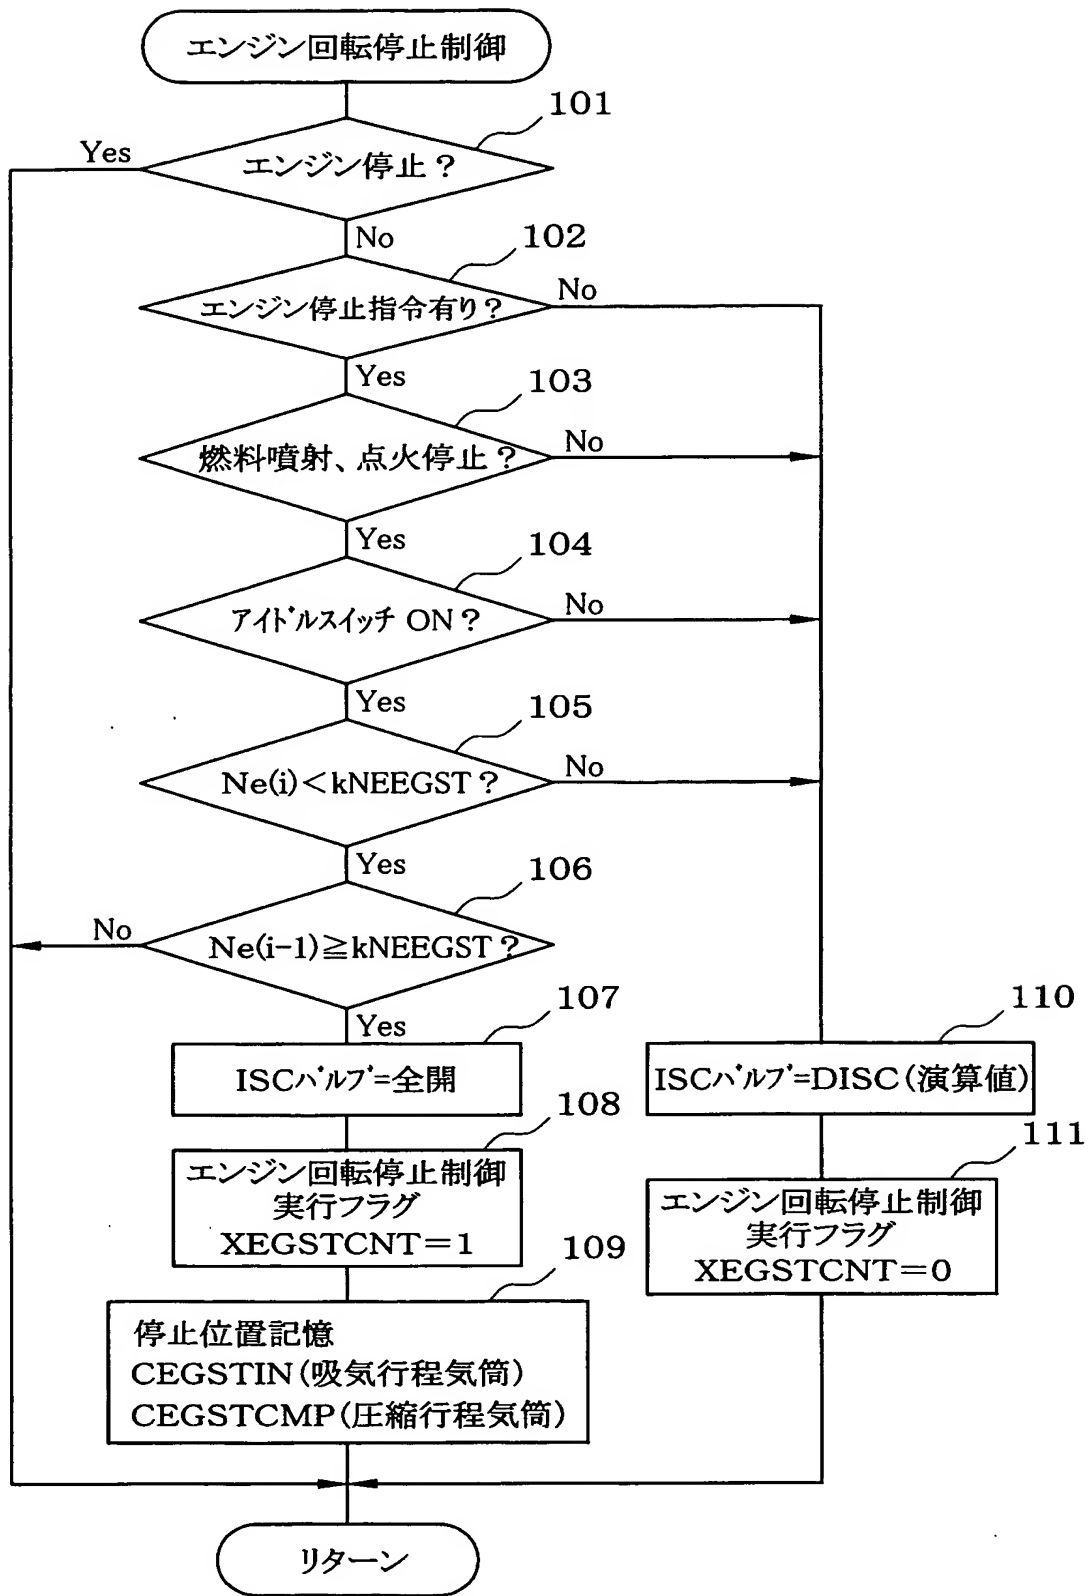 エンジン回転停止制御
101
エンジン停止?
Yes
No
102
エンジン停止指令有り?
No
Yes
103
燃料噴射、点火停止?
No
Yes
104
アイドルスイッチ ON?
No
Yes
105
Ne(i)<kNEEGST?
No
Yes
106
Ne(i-1)≧kNEEGST?
No
Yes
107
ISCバルブ=全開
108
エンジン回転停止制御
実行フラグ
XEGSTCNT=1
109
停止位置記憶
CEGSTIN(吸気行程気筒)
CEGSTCMP(圧縮行程気筒)
110
ISCバルブ=DISC(演算値)
111
エンジン回転停止制御
実行フラグ
XEGSTCNT=0
リターン